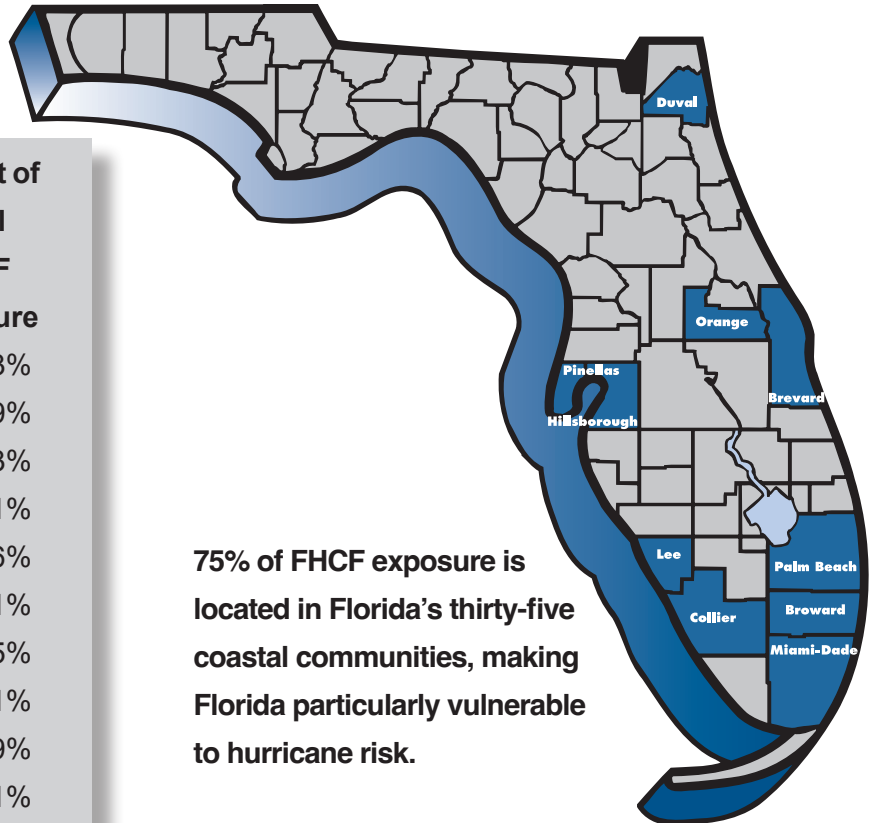 t of
F
ure
9%
1%
6%
1%
5%
1%
9%
1%
Duval
Orange
Pinellas
Brevard
Hillsborough
Lee
Palm Beach
Collier
Broward
Miami-Dade
75% of FHCF exposure is
located in Florida's thirty-five
coastal communities, making
Florida particularly vulnerable
to hurricane risk.